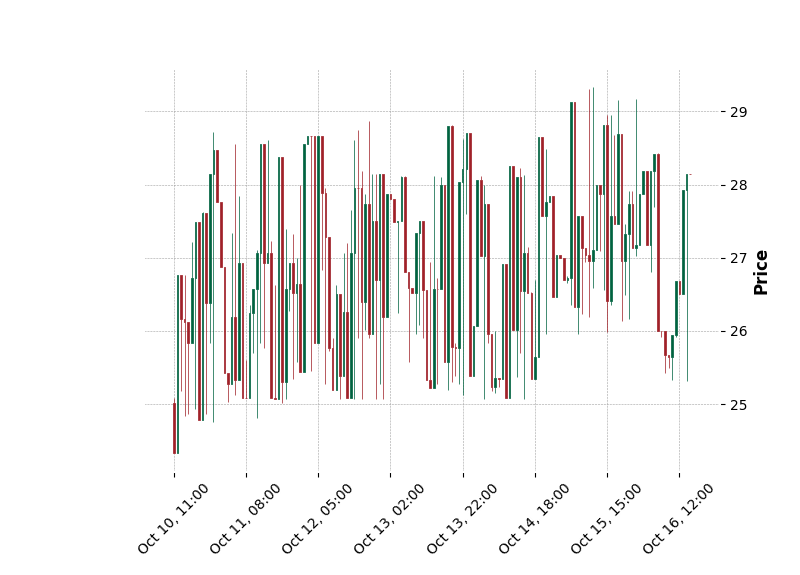 29
28
27
26
25
Price
Oct 10, 11:00
Oct 11, 08:00
Oct 12, 05:00
Oct 13, 02:00
Oct 13, 22:00
Oct 14, 18:00
Oct 15, 15:00
Oct 16, 12:00